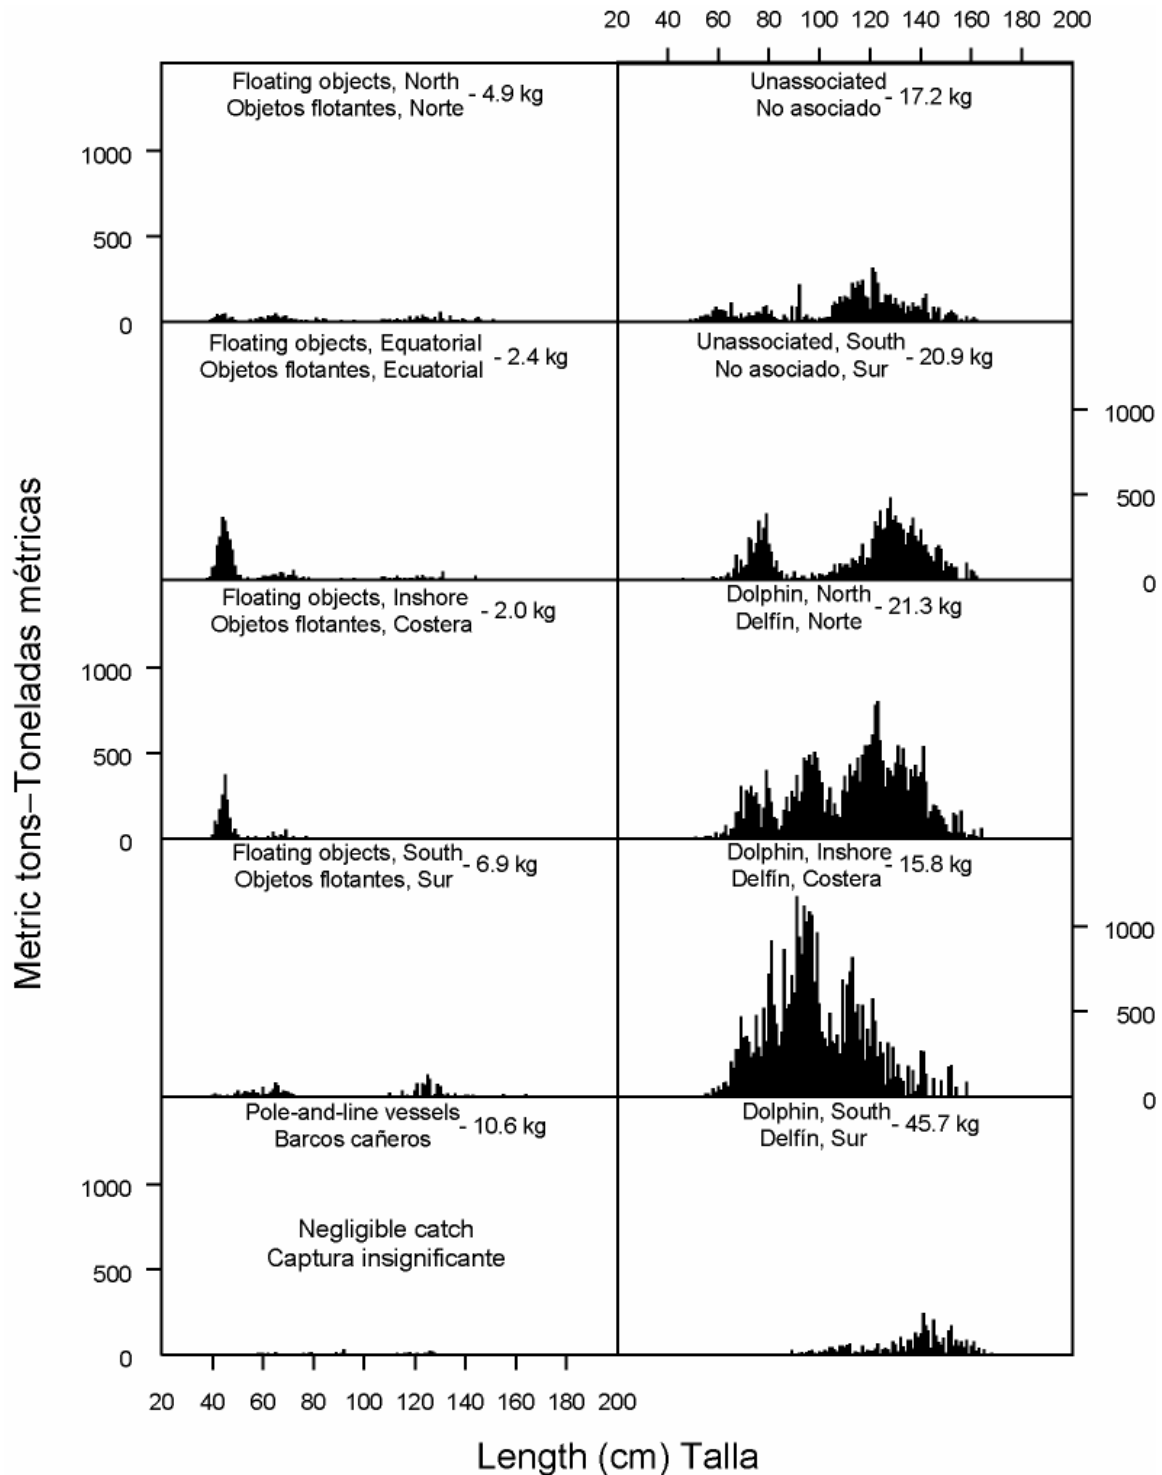 20 40 60 80 100 120 140 160 180 200
Floating objects, North
Objetos flotantes, Norte
- 4.9 kg
Unassociated
No asociado
- 17.2 kg
1000
500
0
Floating objects, Equatorial
Objetos flotantes, Ecuatorial
- 2.4 kg
Unassociated, South
No asociado, Sur
- 20.9 kg
1000
500
0
Floating objects, Inshore
Objetos flotantes, Costera
- 2.0 kg
Dolphin, North
Delfín, Norte
- 21.3 kg
1000
500
0
Floating objects, South
Objetos flotantes, Sur
- 6.9 kg
Dolphin, Inshore
Delfín, Costera
- 15.8 kg
1000
500
0
Pole-and-line vessels
Barcos cañeros
- 10.6 kg
Dolphin, South
Delfín, Sur
- 45.7 kg
1000
500
0
Negligible catch
Captura insignificante
20 40 60 80 100 120 140 160 180 200
Metric tons–Toneladas métricas
Length (cm) Talla